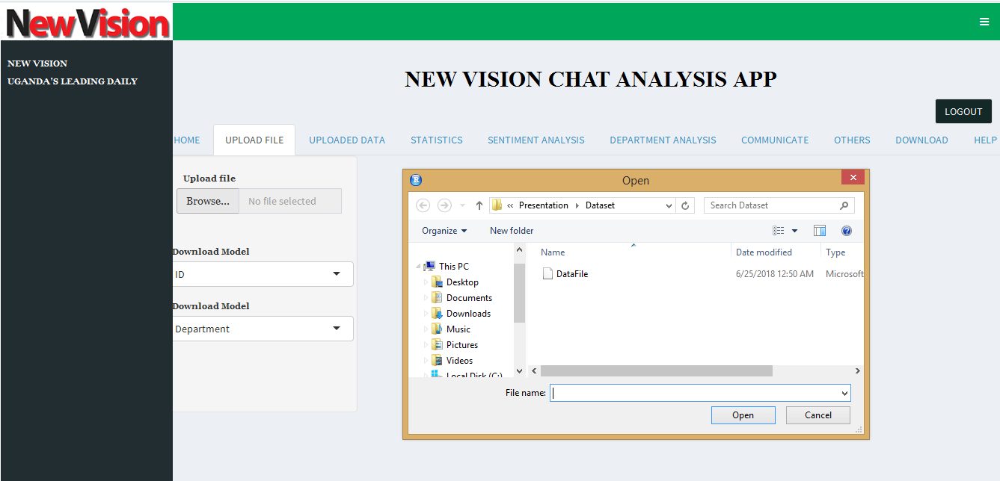 New Vision
NEW VISION
UGANDA'S LEADING DAILY
NEW VISION CHAT ANALYSIS APP
LOGOUT
HOME UPLOAD FILE UPLOADED DATA STATISTICS SENTIMENT ANALYSIS DEPARTMENT ANALYSIS COMMUNICATE OTHERS DOWNLOAD HELP
Upload file
Browse... No file selected
Download Model
ID
Download Model
Department
R
Open
« Presentation Dataset
Search Dataset
Organize New folder
Name Date modified Type
This PC
Desktop
Documents
Downloads
Music
Pictures
Videos
Local Disk (C:)
DataFile 6/25/2018 12:50 AM Microsoft
File name:
Open Cancel